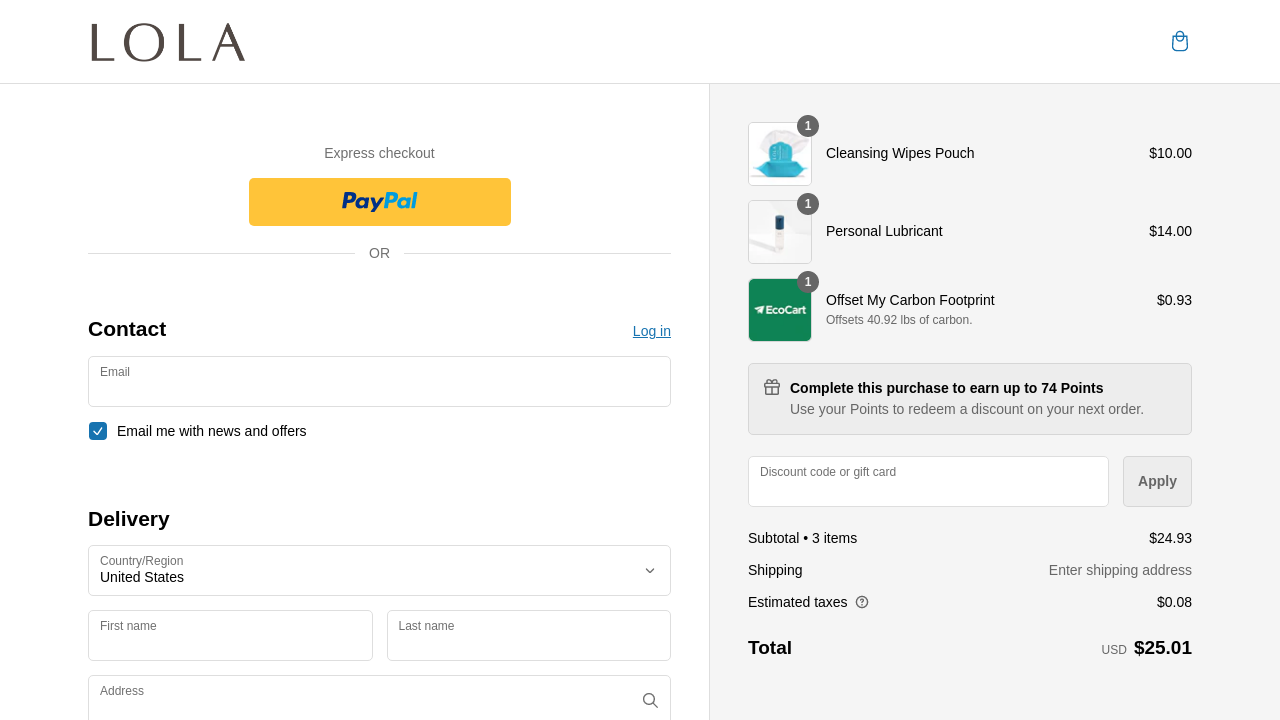 LOLA
Express checkout
PayPal
OR
Contact
Log in
Email
Email me with news and offers
Delivery
Country/Region
United States
First name
Last name
Address
1
Cleansing Wipes Pouch
$10.00
1
Personal Lubricant
$14.00
1
EcoCart
Offset My Carbon Footprint
$0.93
Offsets 40.92 lbs of carbon.
Complete this purchase to earn up to 74 Points
Use your Points to redeem a discount on your next order.
Discount code or gift card
Apply
Subtotal • 3 items
$24.93
Shipping
Enter shipping address
Estimated taxes
$0.08
Total
USD $25.01